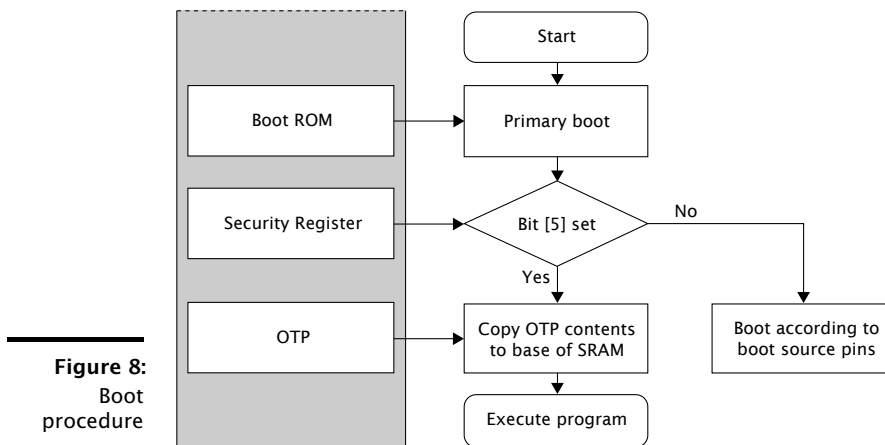 Start
Boot ROM
Primary boot
Security Register
Bit [5] set
No
Yes
OTP
Copy OTP contents
to base of SRAM
Boot according to
boot source pins
Execute program
Figure 8:
Boot
procedure